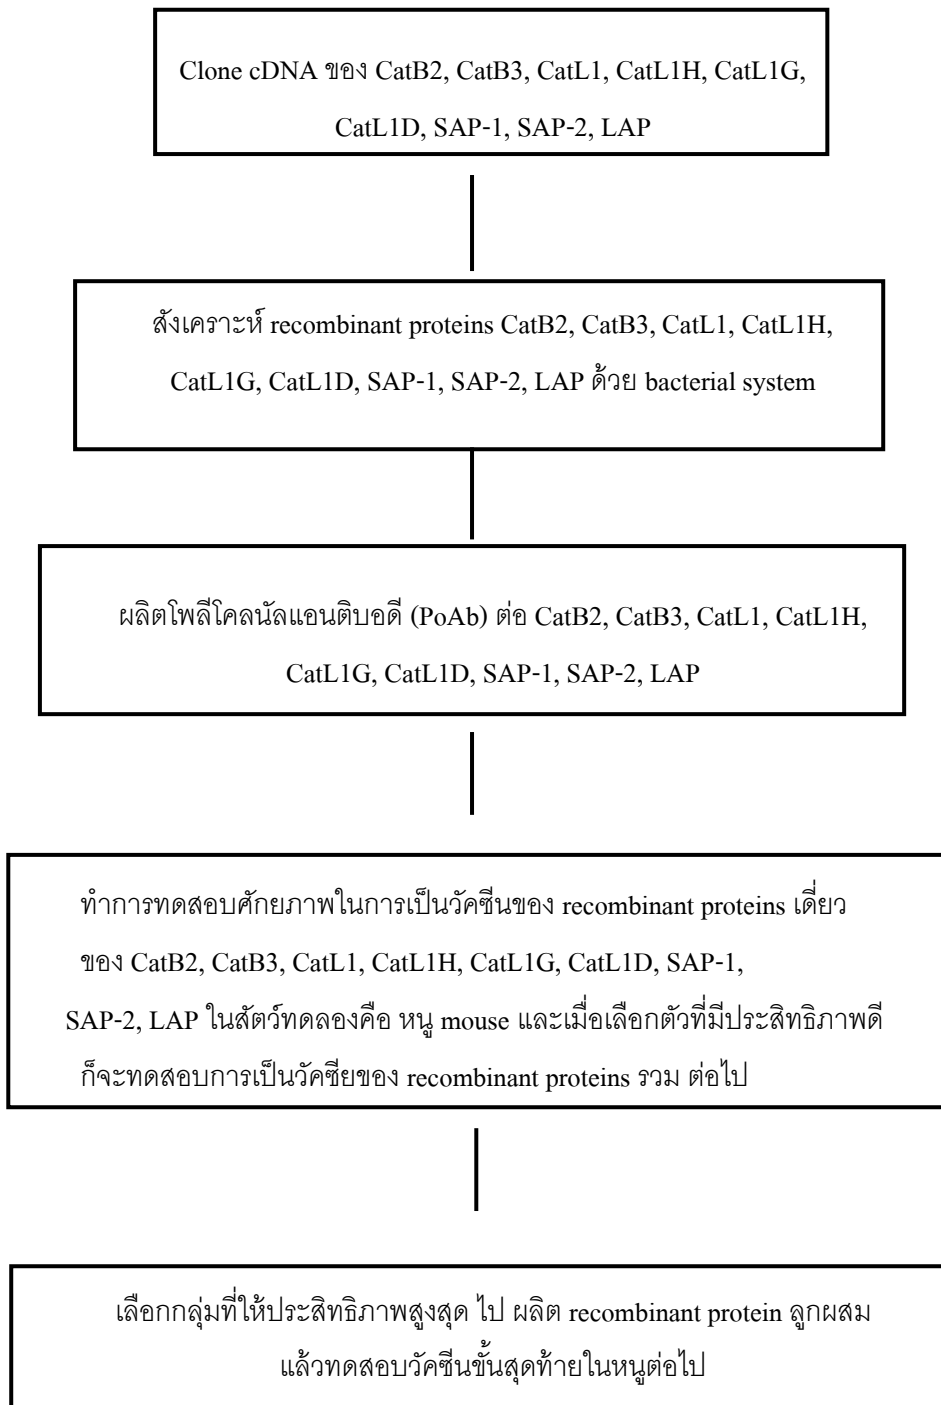 Clone cDNA ของ CatB2, CatB3, CatL1, CatL1H, CatL1G,
CatL1D, SAP-1, SAP-2, LAP
สังเคราะห์ recombinant proteins CatB2, CatB3, CatL1, CatL1H,
CatL1G, CatL1D, SAP-1, SAP-2, LAP ด้วย bacterial system
ผลิตโพลีโคลนัลแอนติบอดี (PoAb) ต่อ CatB2, CatB3, CatL1, CatL1H,
CatL1G, CatL1D, SAP-1, SAP-2, LAP
ทำการทดสอบศักยภาพในการเป็นวัคซีนของ recombinant proteins เดี่ยว
ของ CatB2, CatB3, CatL1, CatL1H, CatL1G, CatL1D, SAP-1,
SAP-2, LAP ในสัตว์ทดลองคือ หนู mouse และเมื่อเลือกตัวที่มีประสิทธิภาพดี
ก็จะทดสอบการเป็นวัคซียของ recombinant proteins รวม ต่อไป
เลือกกลุ่มที่ให้ประสิทธิภาพสูงสุด ไป ผลิต recombinant protein ลูกผสม
แล้วทดสอบวัคซีนขั้นสุดท้ายในหนูต่อไป